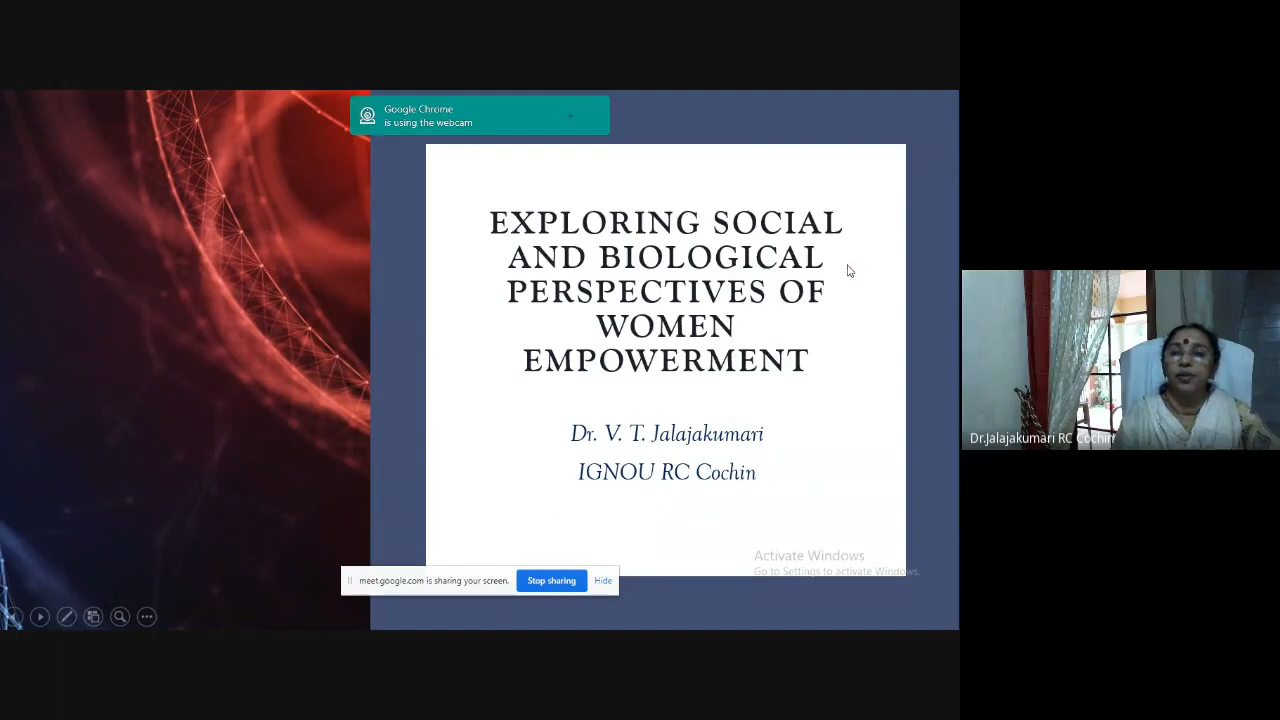 Google Chrome
is using the webcam
EXPLORING SOCIAL
AND BIOLOGICAL
PERSPECTIVES OF
WOMEN
EMPOWERMENT
Dr. V. T. Jalajakumari
IGNOU RC Cochin
Dr.Jalajakumari RC Cochin
Activate Windows
Go to Settings to activate Windows.
meet.google.com is sharing your screen.
Stop sharing
Hide